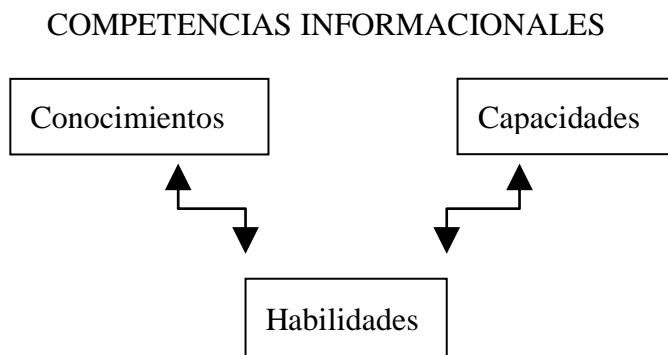 COMPETENCIAS INFORMACIONALES
Conocimientos
Capacidades
Habilidades